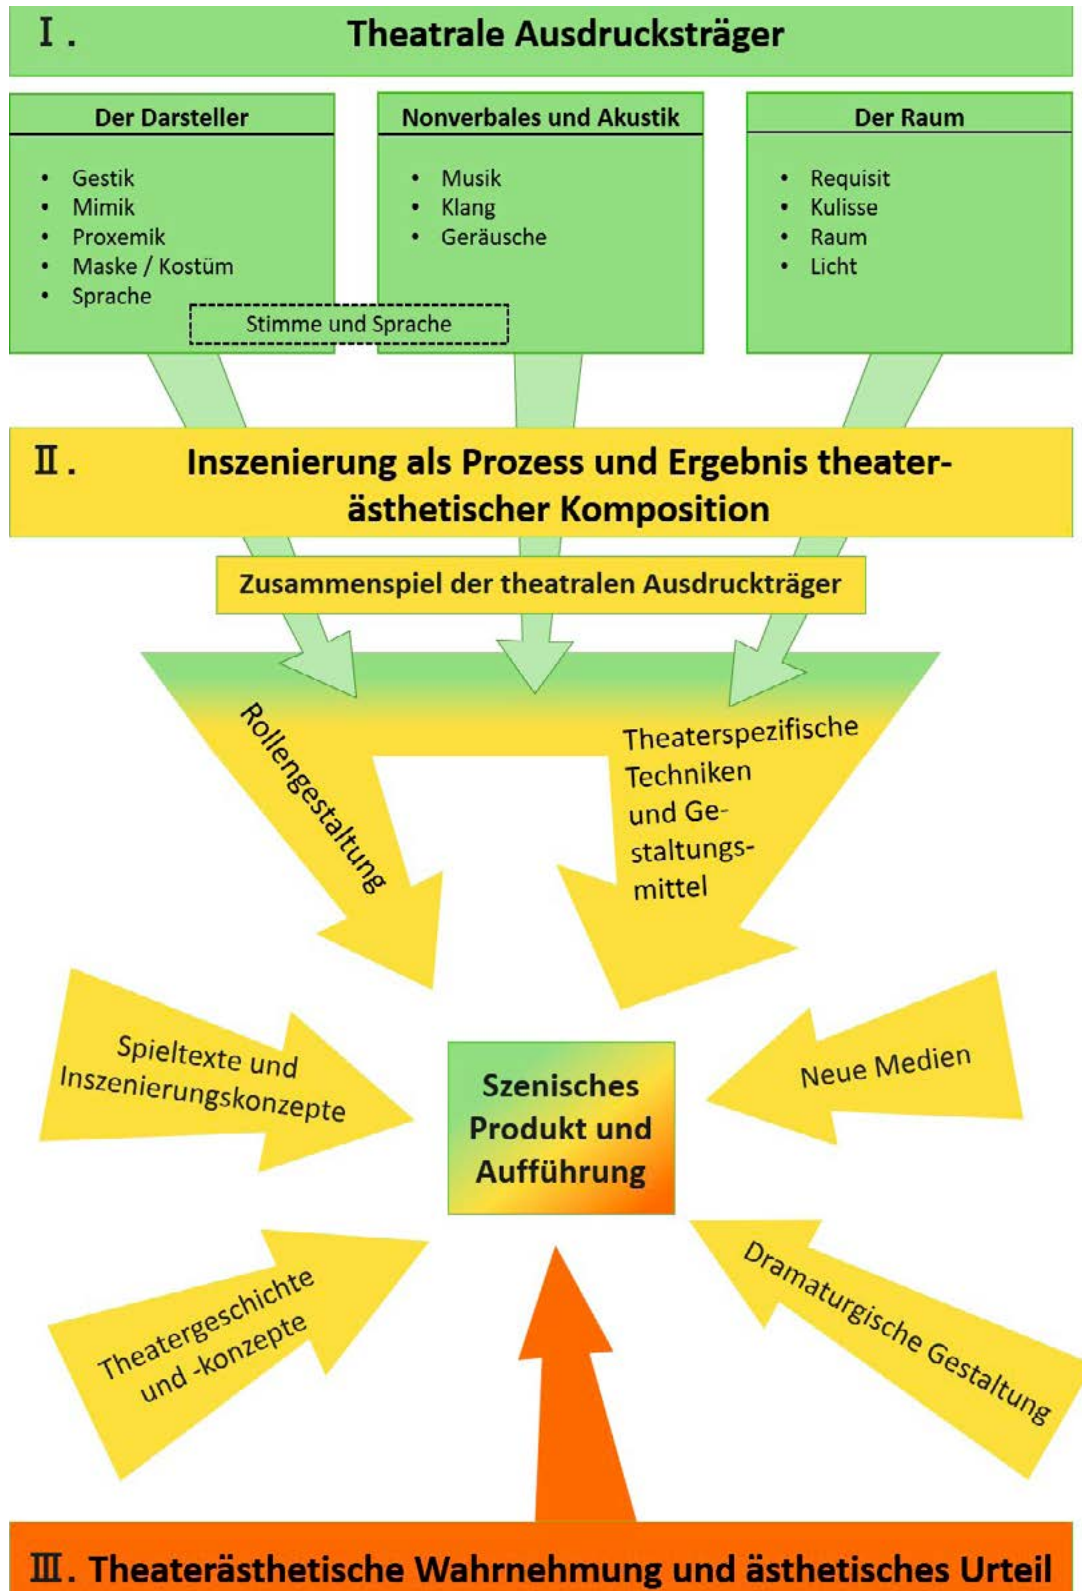 I. Theatrale Ausdrucksträger
Der Darsteller
• Gestik
• Mimik
• Proxemik
• Maske / Kostüm
• Sprache
Nonverbales und Akustik
• Musik
• Klang
• Geräusche
Stimme und Sprache
Der Raum
• Requisit
• Kulisse
• Raum
• Licht
II. Inszenierung als Prozess und Ergebnis theater-
ästhetischer Komposition
Zusammenspiel der theatralen Ausdruckträger
Rollengestaltung
Theaterspezifische
Techniken
und Ge-
staltungs-
mittel
Spieltexte und
Inszenierungskonzepte
Neue Medien
Szenisches
Produkt und
Aufführung
Theatergeschichte
und -konzepte
Dramaturgische Gestaltung
III. Theaterästhetische Wahrnehmung und ästhetisches Urteil